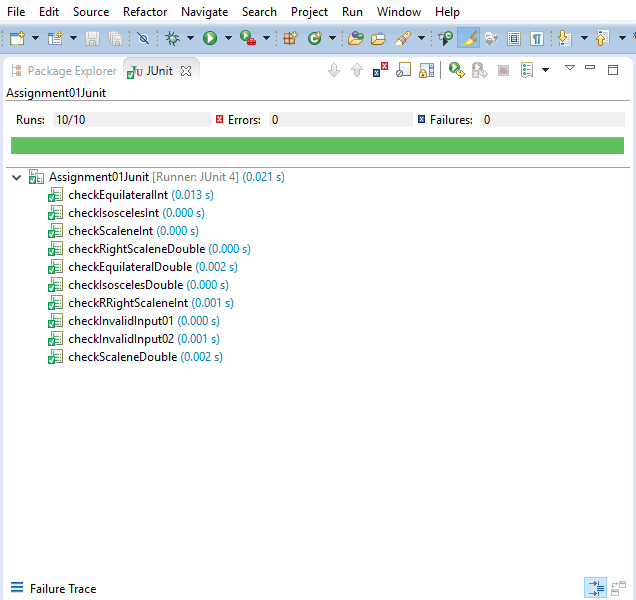 File Edit Source Refactor Navigate Search Project Run Window Help
Package Explorer JUnit
Assignment01Junit
Runs: 10/10 Errors: 0 Failures: 0
Assignment01Junit [Runner: JUnit 4] (0.021 s)
checkEquilateralInt (0.013 s)
checkIsoscelesInt (0.000 s)
checkScaleneInt (0.000 s)
checkRightScaleneDouble (0.000 s)
checkEquilateralDouble (0.002 s)
checkIsoscelesDouble (0.000 s)
checkRRightScaleneInt (0.001 s)
checkInvalidInput01 (0.000 s)
checkInvalidInput02 (0.001 s)
checkScaleneDouble (0.002 s)
Failure Trace